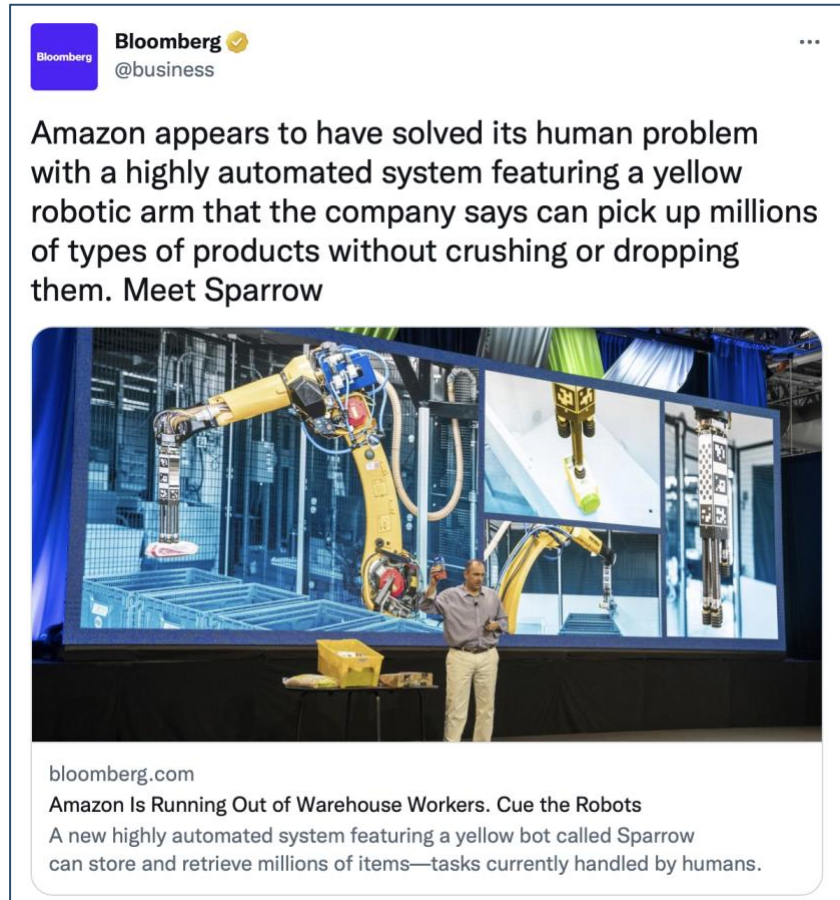 Bloomberg
Bloomberg
@business
Amazon appears to have solved its human problem
with a highly automated system featuring a yellow
robotic arm that the company says can pick up millions
of types of products without crushing or dropping
them. Meet Sparrow
bloomberg.com
Amazon Is Running Out of Warehouse Workers. Cue the Robots
A new highly automated system featuring a yellow bot called Sparrow
can store and retrieve millions of items—tasks currently handled by humans.